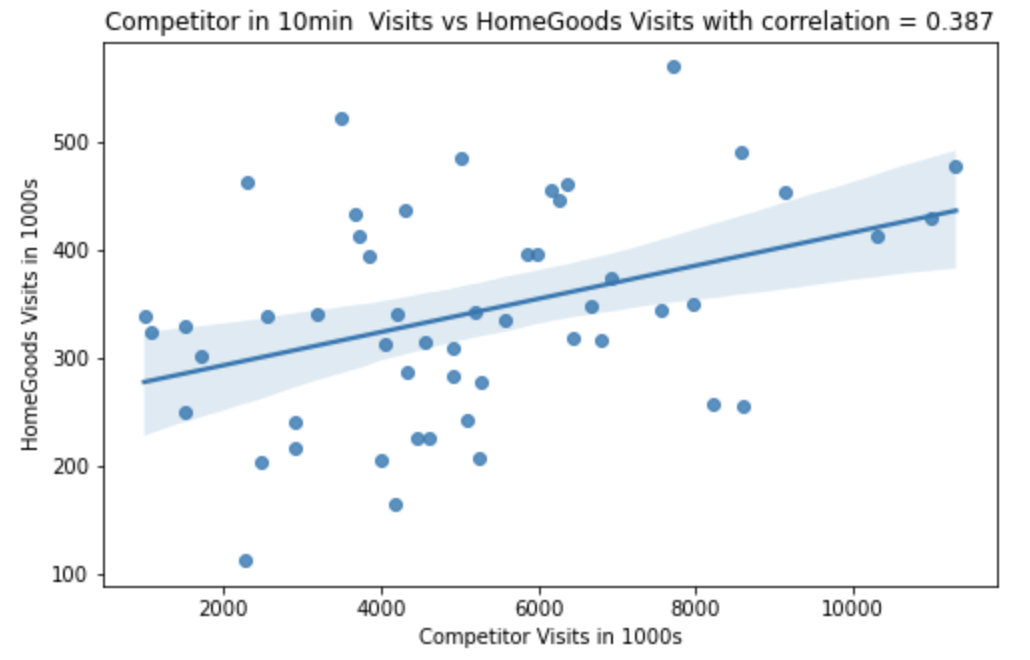 Competitor in 10min  Visits vs HomeGoods Visits with correlation = 0.387
HomeGoods Visits in 1000s
500
400
300
200
100
2000 4000 6000 8000 10000
Competitor Visits in 1000s